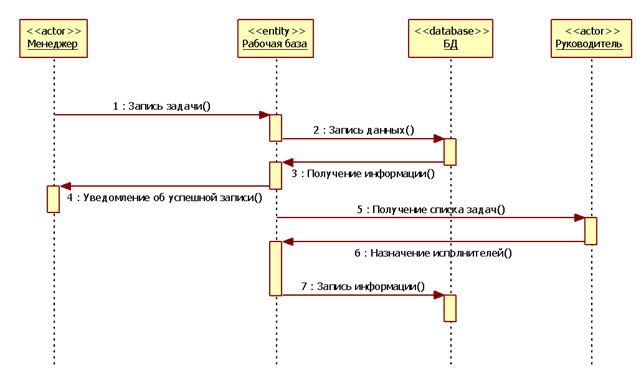 <<actor>>
Менеджер
<<entity>>
Рабочая база
<<database>>
БД
<<actor>>
Руководитель
1 : Запись задачи()
2 : Запись данных()
3 : Получение информации()
4 : Уведомление об успешной записи()
5 : Получение списка задач()
6 : Назначение исполнителей()
7 : Запись информации()